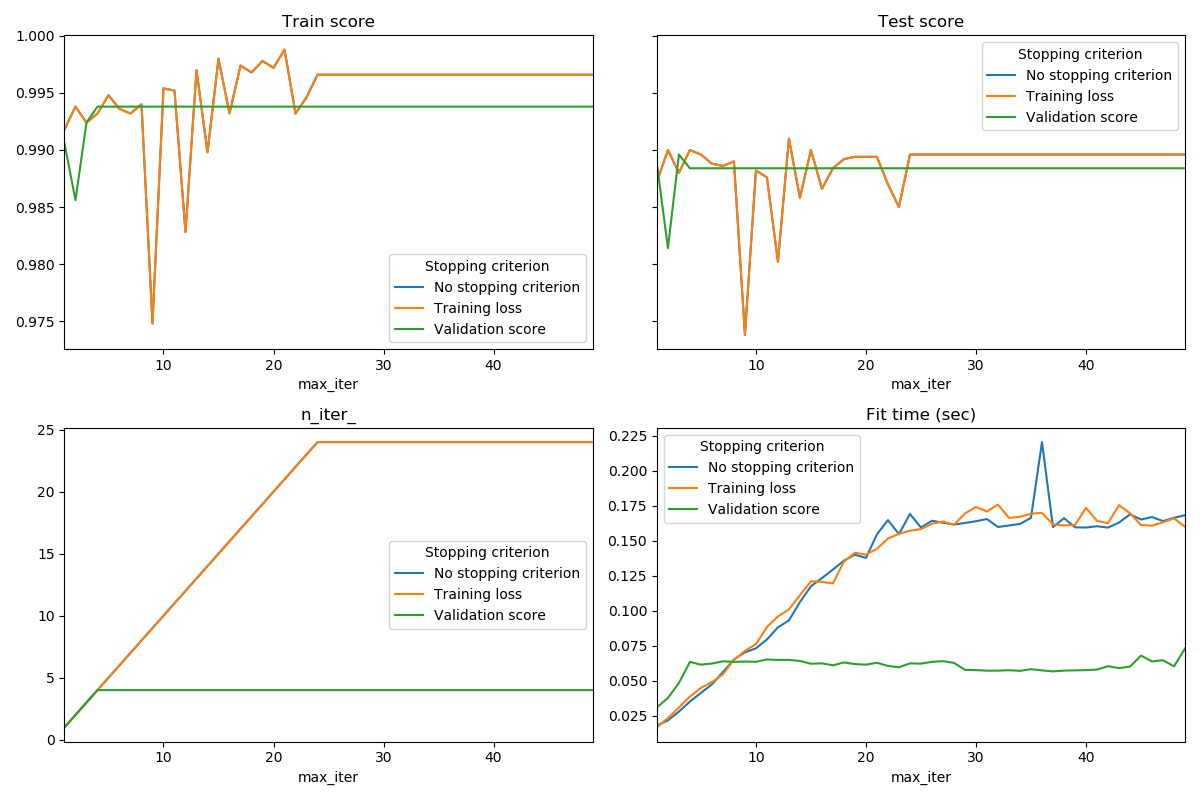 Train score
1.000
0.995
0.990
0.985
0.980
0.975
Stopping criterion
No stopping criterion
Training loss
Validation score
10
20
30
40
max_iter
Test score
Stopping criterion
No stopping criterion
Training loss
Validation score
10
20
30
40
max_iter
n_iter_
25
20
15
10
5
0
Stopping criterion
No stopping criterion
Training loss
Validation score
10
20
30
40
max_iter
Fit time (sec)
0.225
0.200
0.175
0.150
0.125
0.100
0.075
0.050
0.025
Stopping criterion
No stopping criterion
Training loss
Validation score
10
20
30
40
max_iter